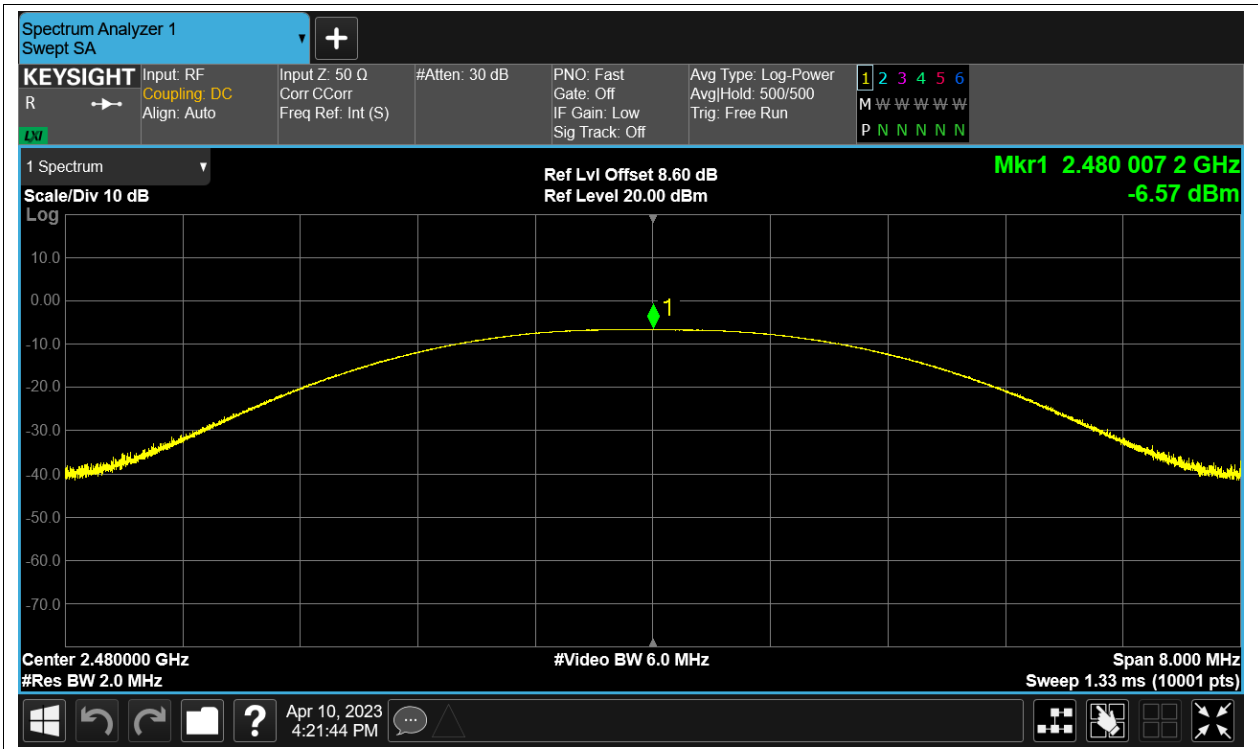 Spectrum Analyzer 1
Swept SA
KEYSIGHT
R
LXI
Input: RF
Coupling: DC
Align: Auto
Input Z: 50 Ω
Corr CCorr
Freq Ref: Int (S)
#Atten: 30 dB
PNO: Fast
Gate: Off
IF Gain: Low
Sig Track: Off
Avg Type: Log-Power
Avg|Hold: 500/500
Trig: Free Run
1 2 3 4 5 6
M W W W W W
P N N N N N
1 Spectrum
Scale/Div 10 dB
Ref Lvl Offset 8.60 dB
Ref Level 20.00 dBm
Mkr1 2.480 007 2 GHz
-6.57 dBm
Log
10.0
0.00
1
-10.0
-20.0
-30.0
-40.0
-50.0
-60.0
-70.0
Center 2.480000 GHz
#Video BW 6.0 MHz
Span 8.000 MHz
#Res BW 2.0 MHz
Sweep 1.33 ms (10001 pts)
?
Apr 10, 2023
4:21:44 PM